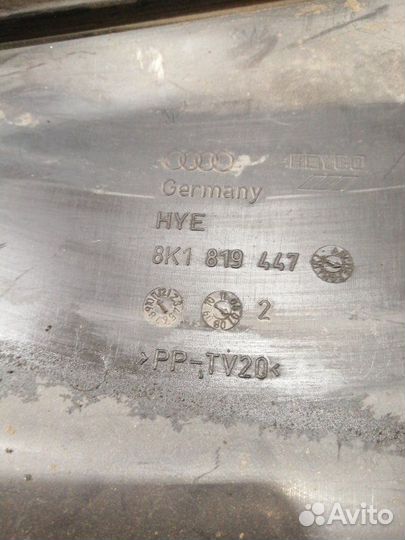 HEYCO
Germany
HYE
8K1 819 447
2
>PP-TV20<
Avito